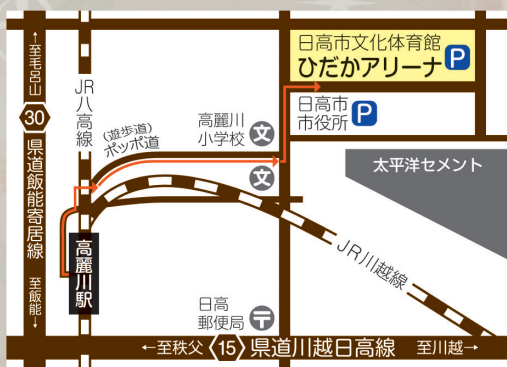 ↑至毛呂山
30
県道飯能寄居線
至飯能↓
JR八高線
(遊歩道)
ポッポ道
高麗川
小学校
文
文
日高市文化体育館
ひだかアリーナ
P
日高市
市役所
P
太平洋セメント
高麗川駅
JR川越線
日高
郵便局
〒
←至秩父 〈15〉 県道川越日高線 至川越→